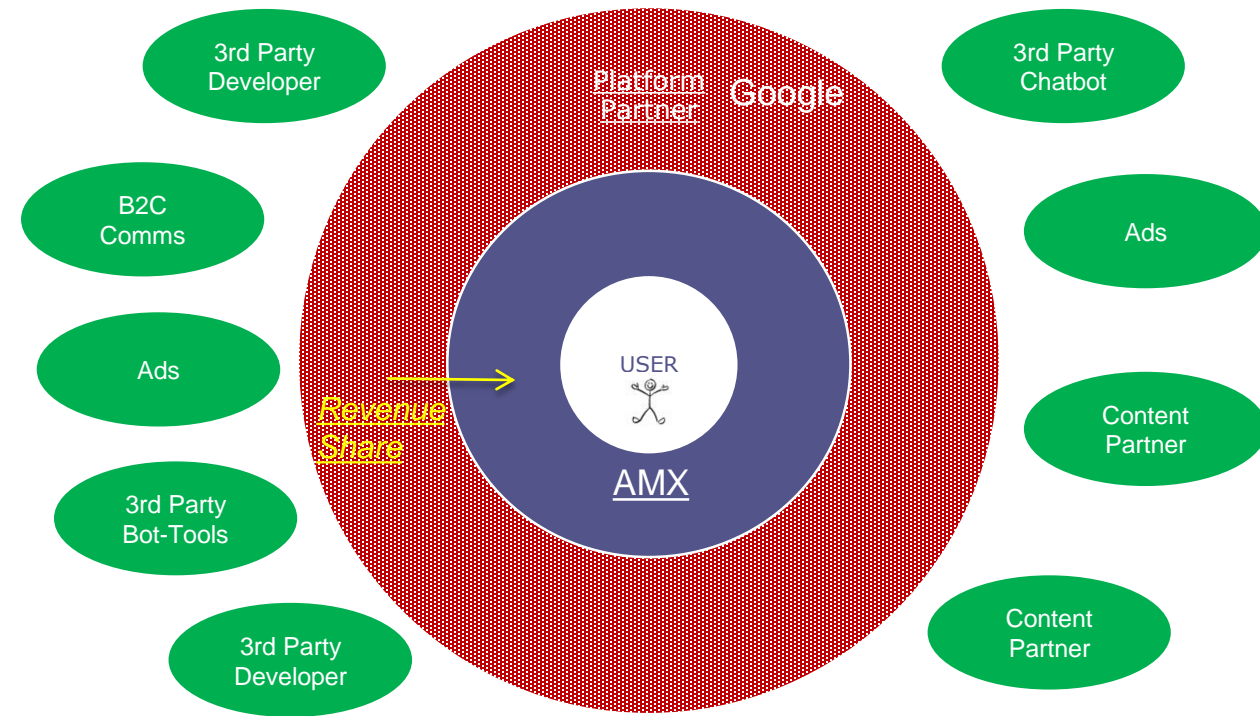 3rd Party
Developer
Platform
Partner
Google
3rd Party
Chatbot
B2C
Comms
Ads
Ads
USER
Revenue
Share
Content
Partner
AMX
3rd Party
Bot-Tools
3rd Party
Developer
Content
Partner